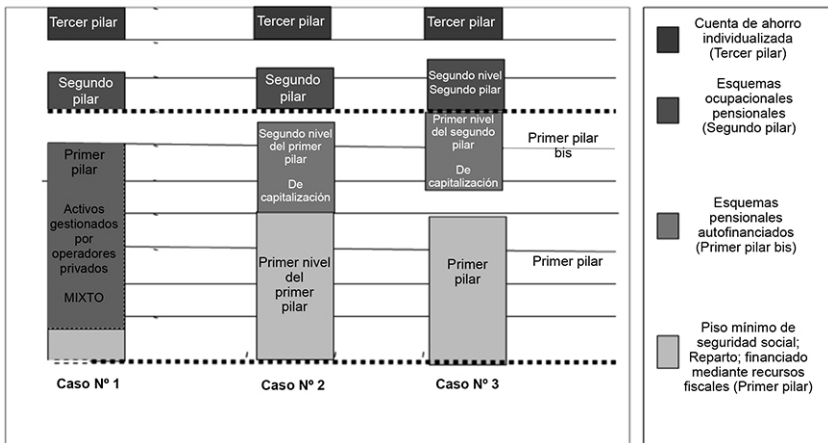 Tercer pilar
Tercer pilar
Tercer pilar
Segundo
pilar
Segundo
pilar
Segundo nivel
Segundo pilar
Primer
pilar
Activos
gestionados
por
operadores
privados
MIXTO
Segundo nivel
del primer
pilar
De
capitalización
Primer nivel
del segundo
pilar
De
capitalización
Primer pilar
bis
Primer nivel
del
primer pilar
Primer
pilar
Primer pilar
Caso Nº 1
Caso Nº 2
Caso Nº 3
Cuenta de ahorro
individualizada
(Tercer pilar)
Esquemas
ocupacionales
pensionales
(Segundo pilar)
Esquemas
pensionales
autofinanciados
(Primer pilar bis)
Piso mínimo de
seguridad social;
Reparto; financiado
mediante recursos
fiscales (Primer pilar)